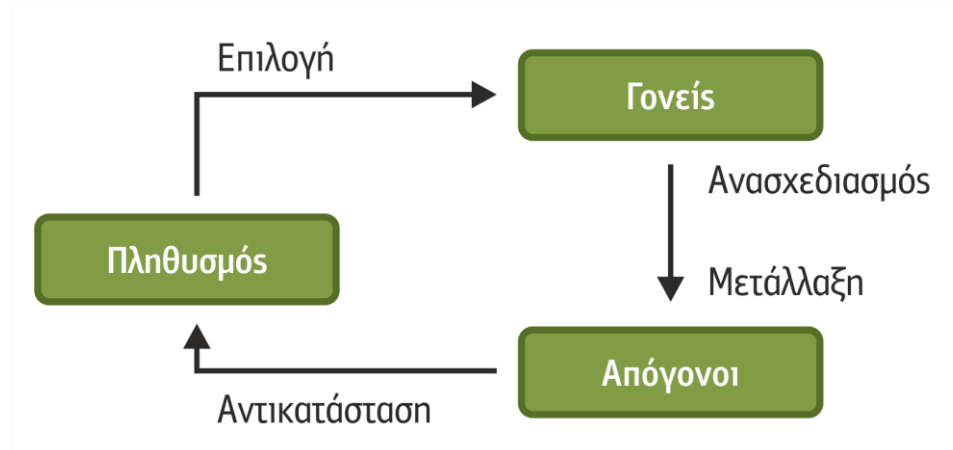 Επιλογή
Γονείς
Ανασχεδιασμός
Πληθυσμός
Μετάλλαξη
Απόγονοι
Αντικατάσταση